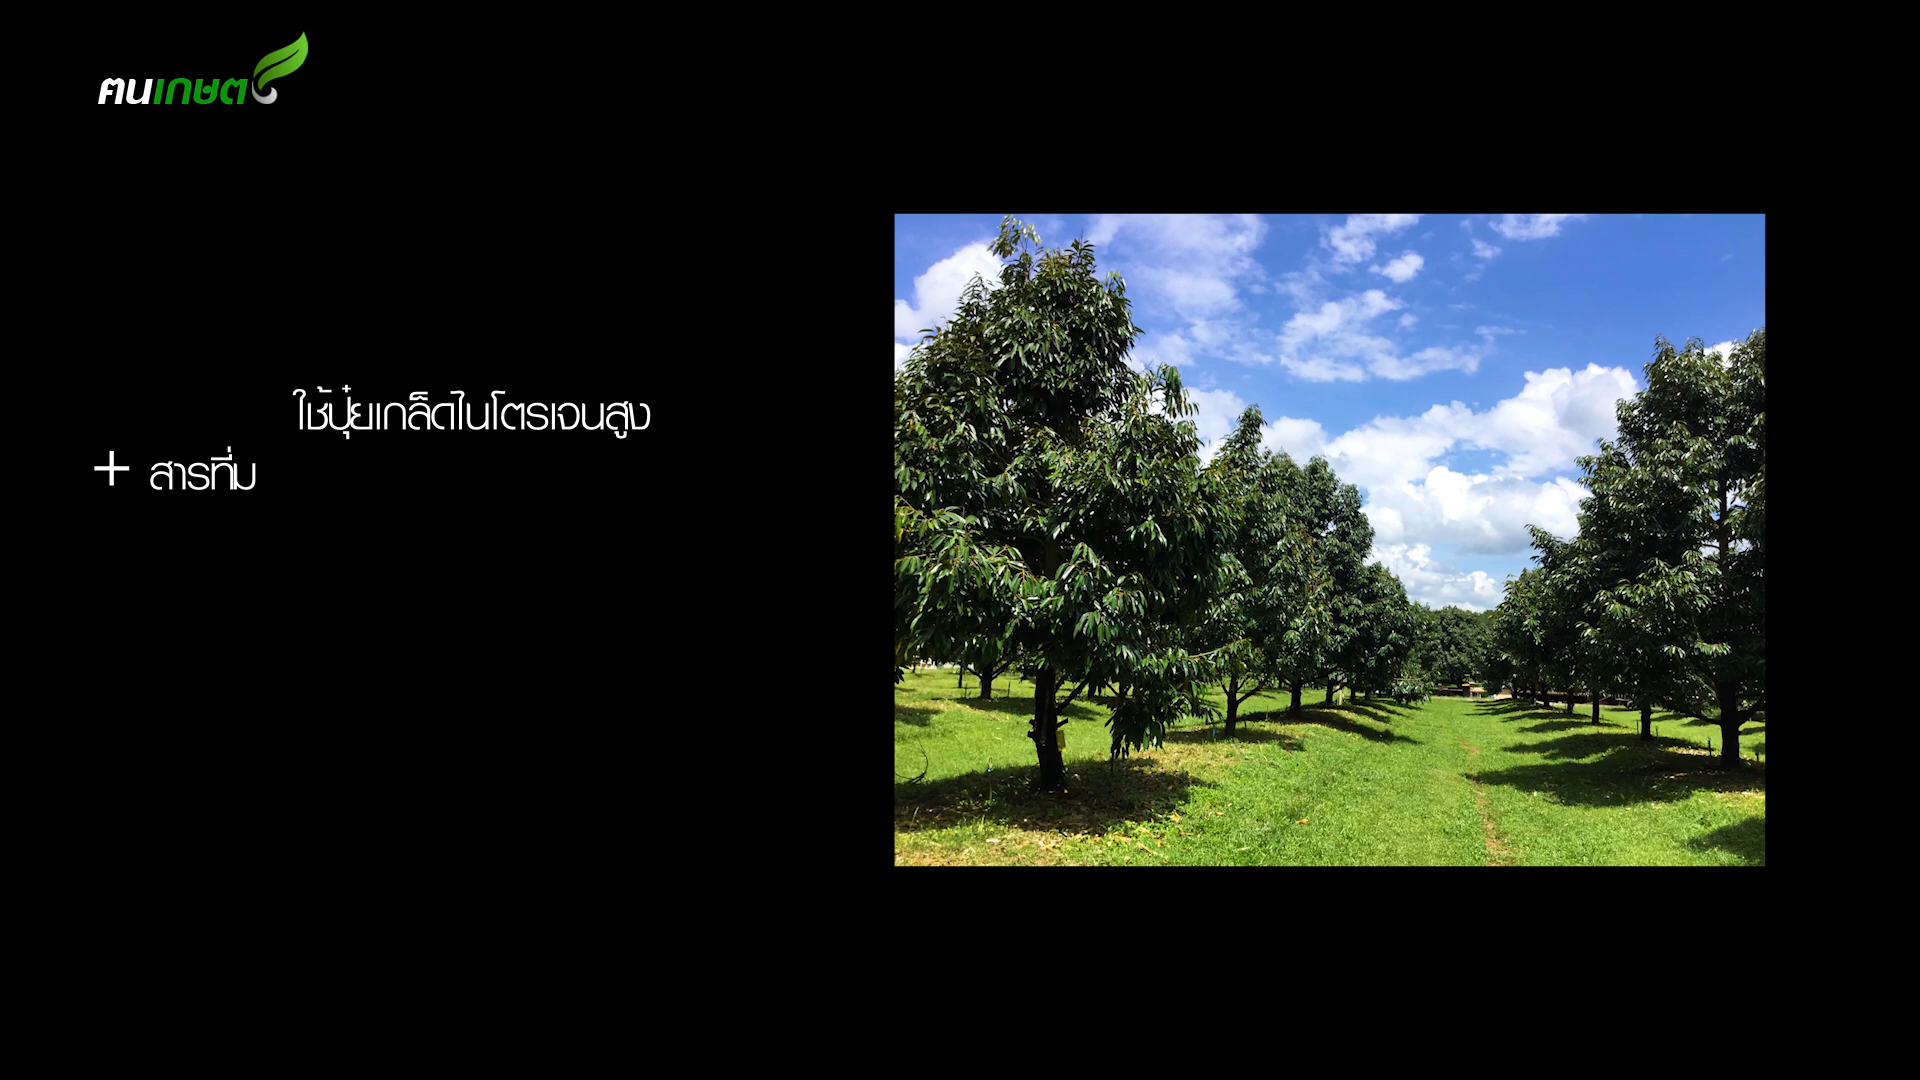 ฅนเกษตร
ใช้ปุ๋ยเกล็ดไนโตรเจนสูง
+ สารที่ม